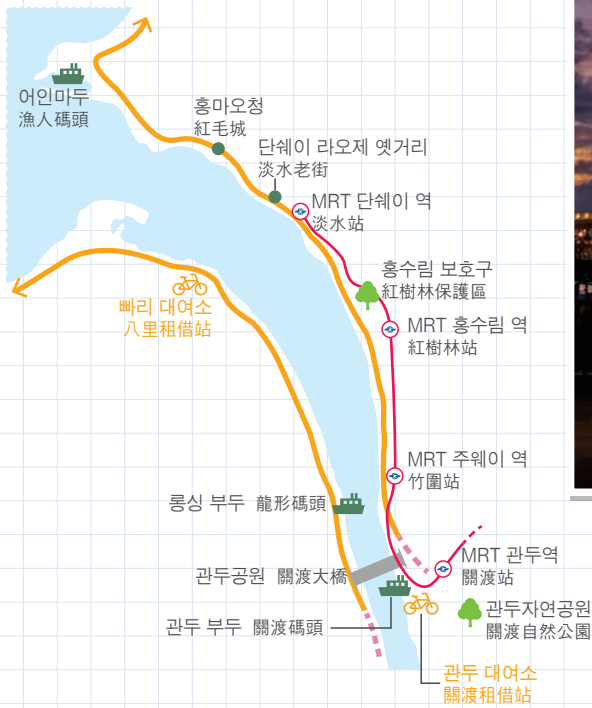 어인마두
漁人碼頭
홍마오청
紅毛城
단쉐이 라오제 옛거리
淡水老街
MRT 단쉐이 역
淡水站
홍수림 보호구
紅樹林保護區
빠리 대여소
八里租借站
MRT 홍수림 역
紅樹林站
MRT 주웨이 역
竹圍站
롱싱 부두 龍形碼頭
MRT 관두역
關渡站
관두공원 關渡大橋
관두자연공원
關渡自然公園
관두 부두 關渡碼頭
관두 대여소
關渡租借站